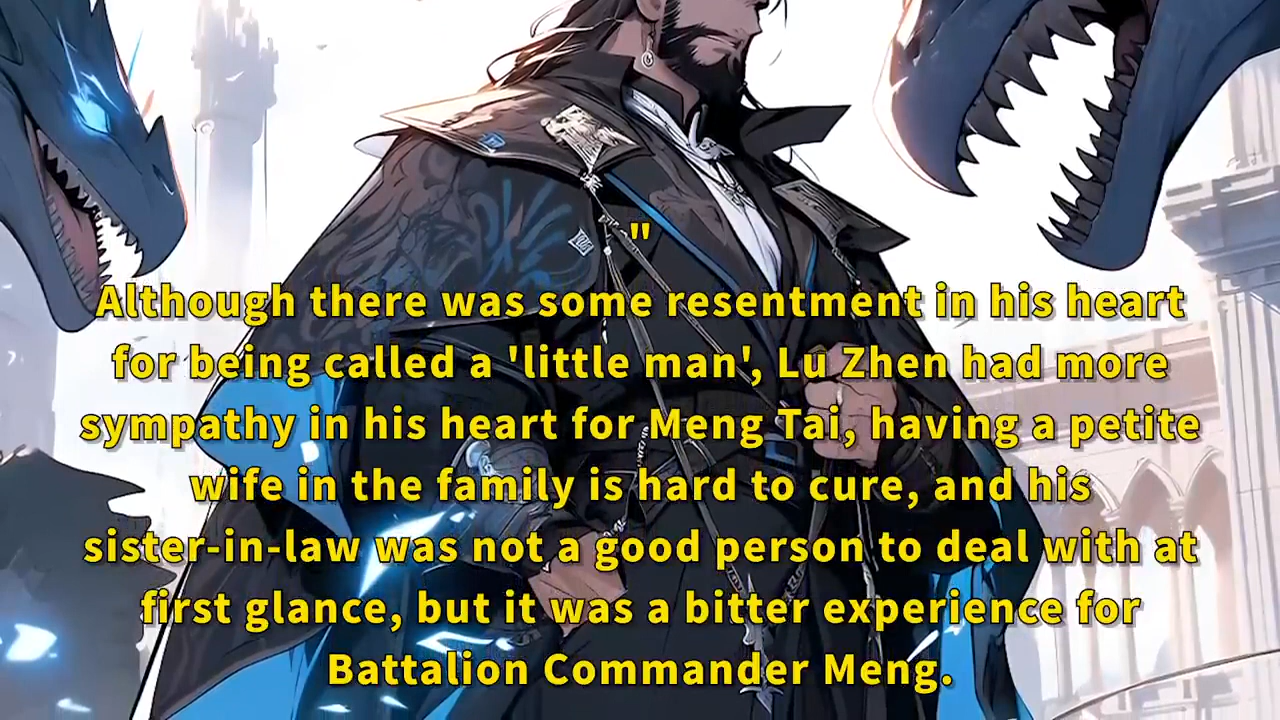 "
Although there was some resentment in his heart
for being called a 'little man', Lu Zhen had more
sympathy in his heart for Meng Tai, having a petite
wife in the family is hard to cure, and his
sister-in-law was not a good person to deal with at
first glance, but it was a bitter experience for
Battalion Commander Meng.